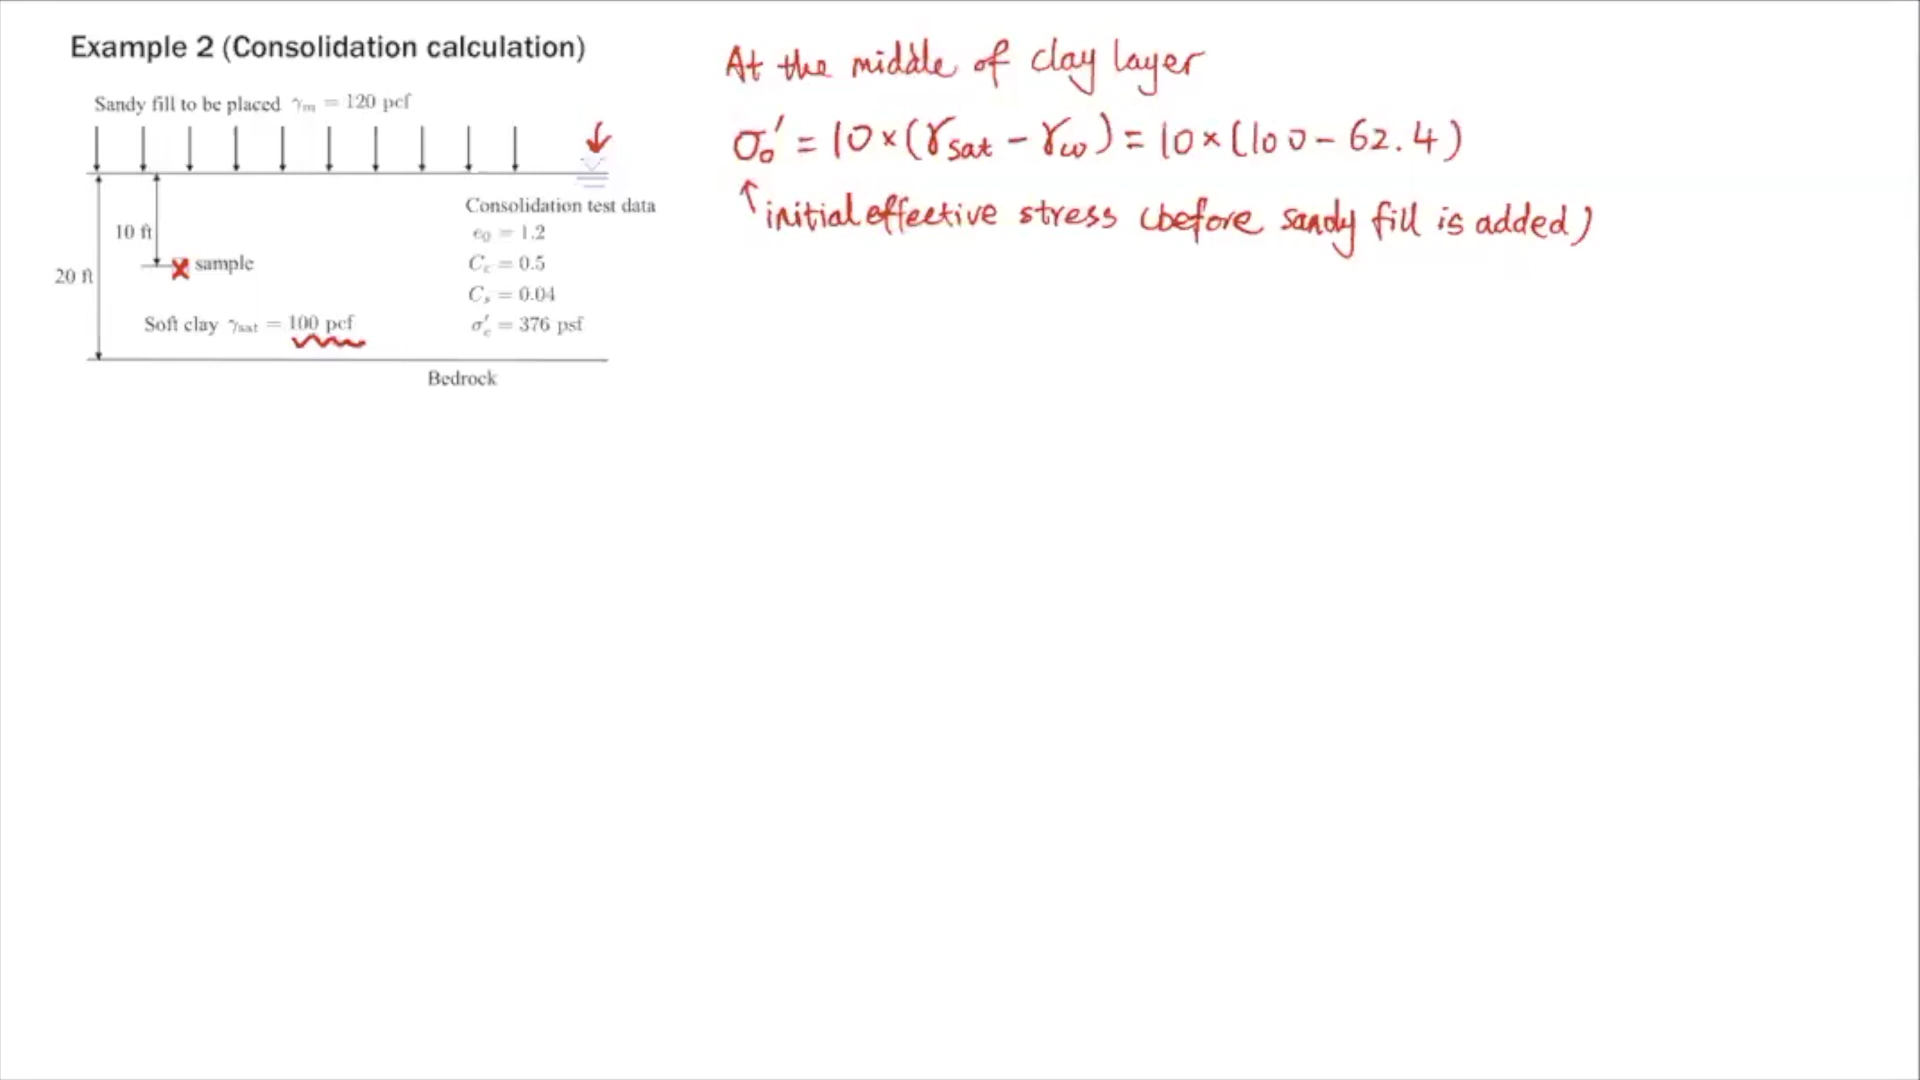 Example 2 (Consolidation calculation)
Sandy fill to be placed γm = 120 pcf
10 ft
sample
20 ft
Soft clay γsat = 100 pcf
Consolidation test data
e0 = 1.2
Cc = 0.5
Cs = 0.04
σ′c = 376 psf
Bedrock
At the middle of clay layer
σ0′ = 10×(γsat − γw) = 10×(100 − 62.4)
↑ initial effective stress (before sandy fill is added)